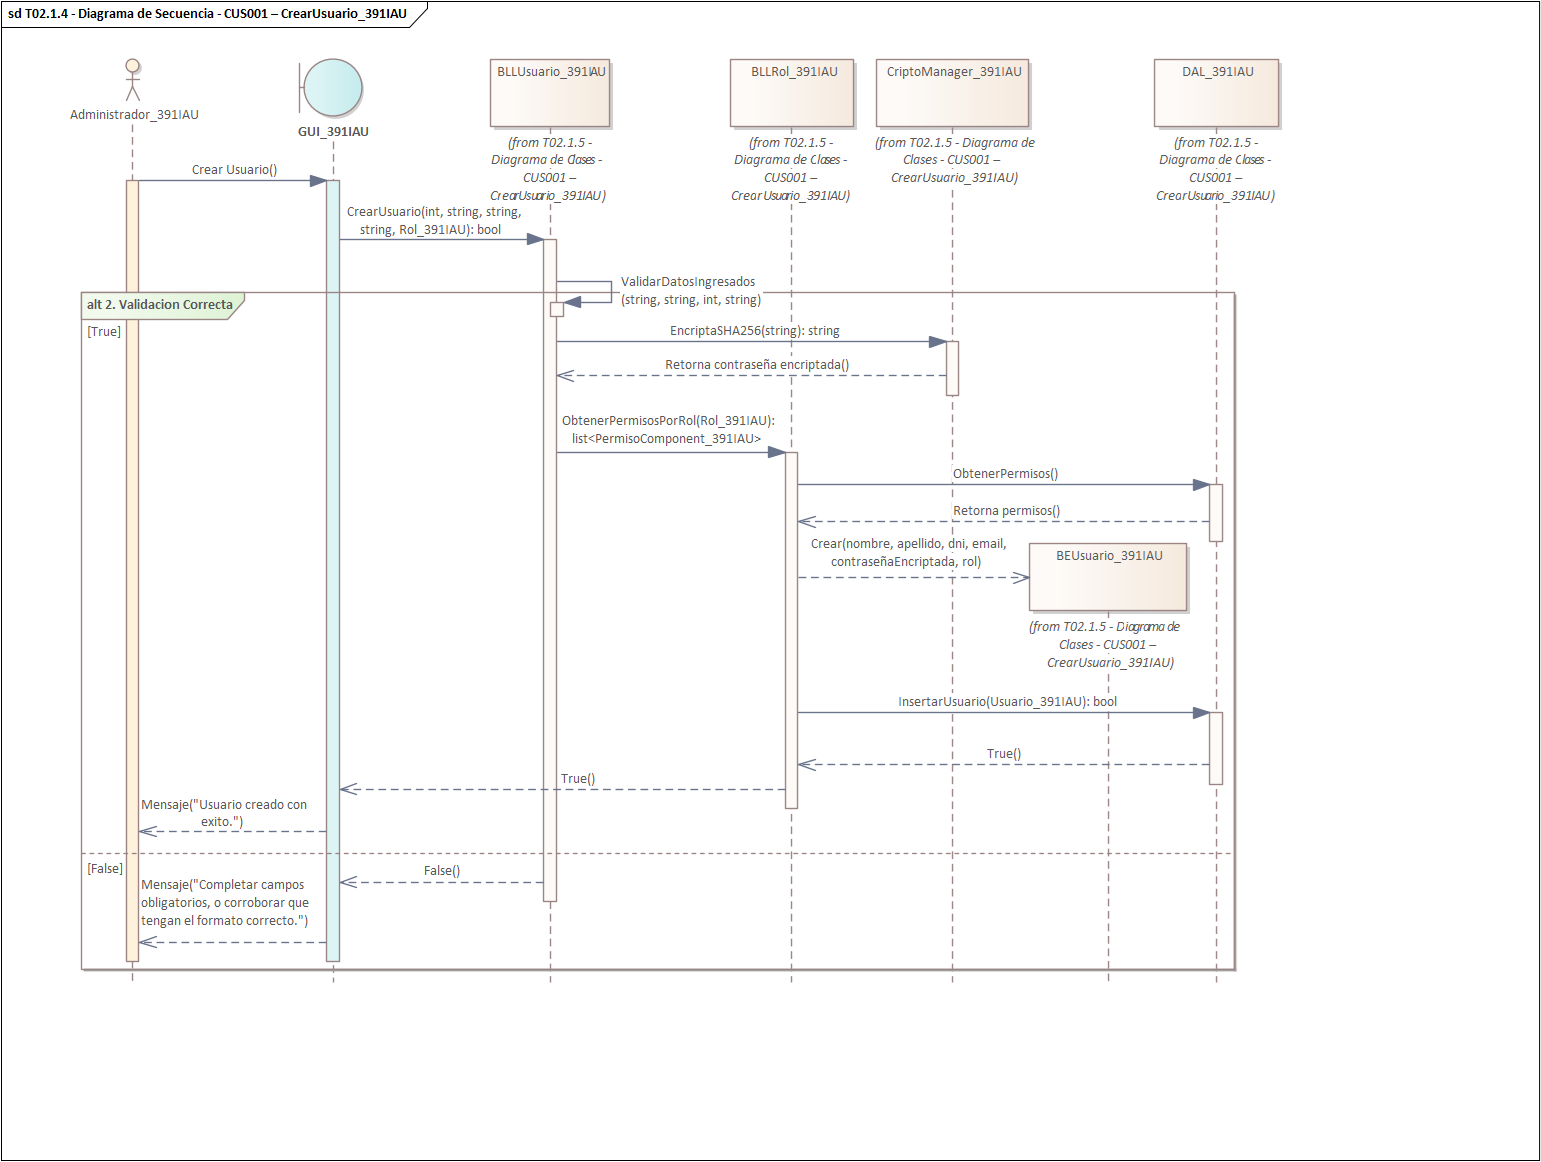 sd T02.1.4 - Diagrama de Secuencia - CUS001 – CrearUsuario_391IAU
Administrador_391IAU
GUI_391IAU
BLLUsuario_391IAU
(from T02.1.5 -
Diagrama de Clases -
CUS001 –
CrearUsuario_391IAU)
BLLRol_391IAU
(from T02.1.5 -
Diagrama de Clases -
CUS001 –
CrearUsuario_391IAU)
CriptoManager_391IAU
(from T02.1.5 - Diagrama de
Clases - CUS001 –
CrearUsuario_391IAU)
DAL_391IAU
(from T02.1.5 -
Diagrama de Clases -
CUS001 –
CrearUsuario_391IAU)
Crear Usuario()
CrearUsuario(int, string, string,
string, Rol_391IAU): bool
ValidarDatosIngresados
(string, string, int, string)
alt 2. Validacion Correcta
[True]
EncriptaSHA256(string): string
Retorna contraseña encriptada()
ObtenerPermisosPorRol(Rol_391IAU):
list<PermisoComponent_391IAU>
ObtenerPermisos()
Retorna permisos()
Crear(nombre, apellido, dni, email,
contraseñaEncriptada, rol)
BEUsuario_391IAU
(from T02.1.5 - Diagrama de
Clases - CUS001 –
CrearUsuario_391IAU)
InsertarUsuario(Usuario_391IAU): bool
True()
True()
Mensaje("Usuario creado con
exito.")
[False]
False()
Mensaje("Completar campos
obligatorios, o corroborar que
tengan el formato correcto.")